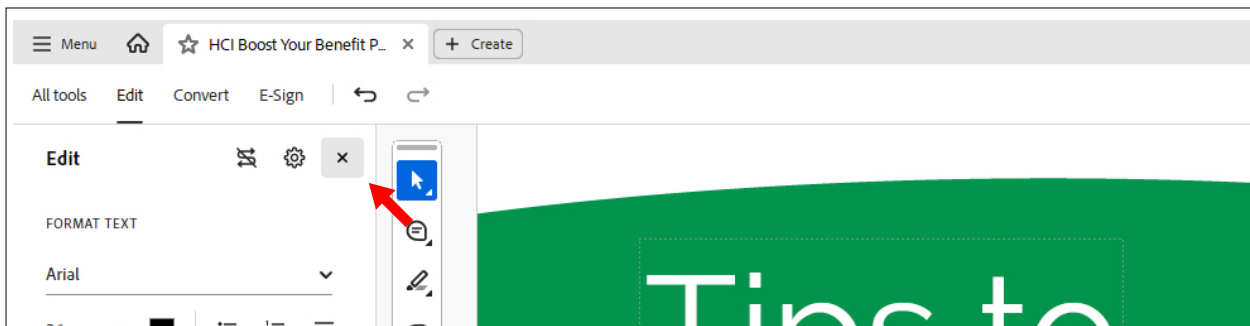 Menu
HCI Boost Your Benefit P...
Create
All tools Edit Convert E-Sign
Edit
FORMAT TEXT
Arial
Tips to